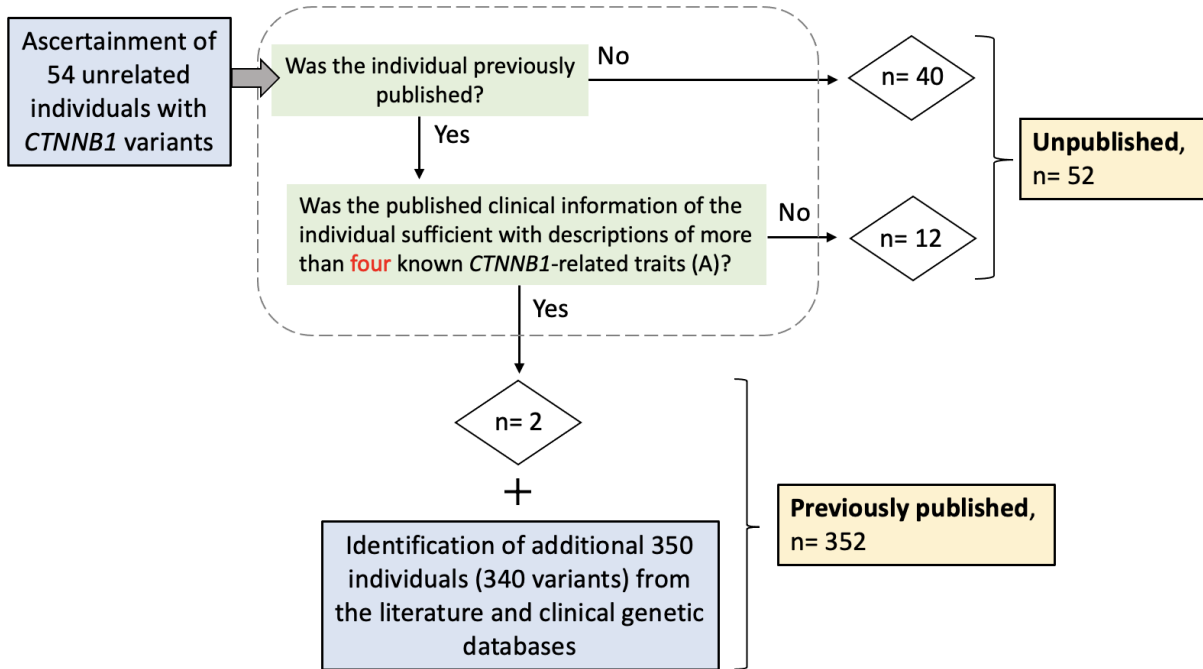 Ascertainment of
54 unrelated
individuals with
CTNNB1 variants
Was the individual previously
published?
No
n= 40
Yes
Unpublished,
n= 52
Was the published clinical information of the
individual sufficient with descriptions of more
than four known CTNNB1-related traits (A)?
No
n= 12
Yes
n= 2
+
Identification of additional 350
individuals (340 variants) from
the literature and clinical genetic
databases
Previously published,
n= 352